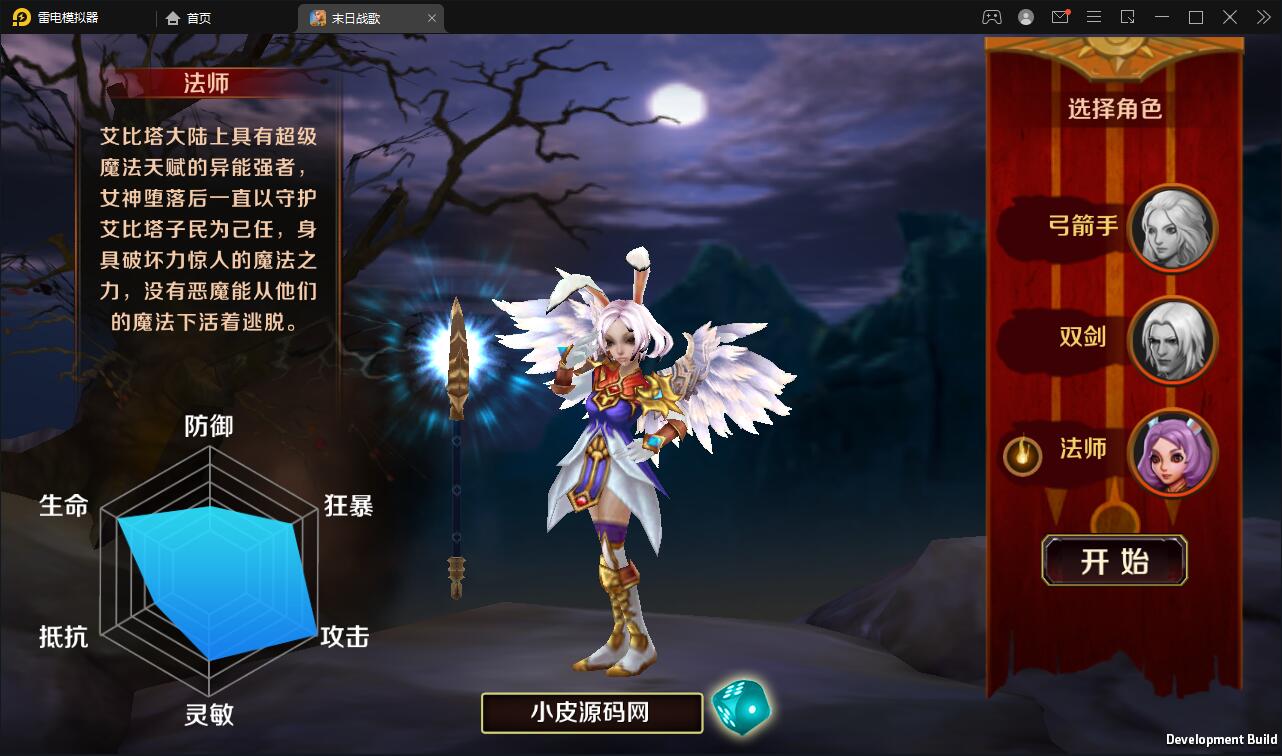 雷电模拟器
首页
末日战歌
法师
艾比塔大陆上具有超级
魔法天赋的异能强者，
女神堕落后一直以守护
艾比塔子民为己任，身
具破坏力惊人的魔法之
力，没有恶魔能从他们
的魔法下活着逃脱。
防御
生命
狂暴
抵抗
攻击
灵敏
选择角色
弓箭手
双剑
法师
开始
小皮源码网
Development Build